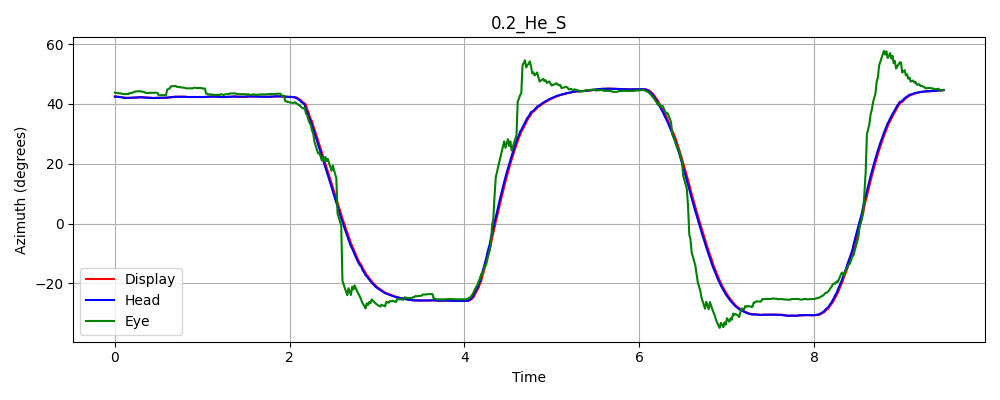 0.2_He_S
60
40
20
0
−20
Azimuth (degrees)
Display
Head
Eye
0 2 4 6 8
Time